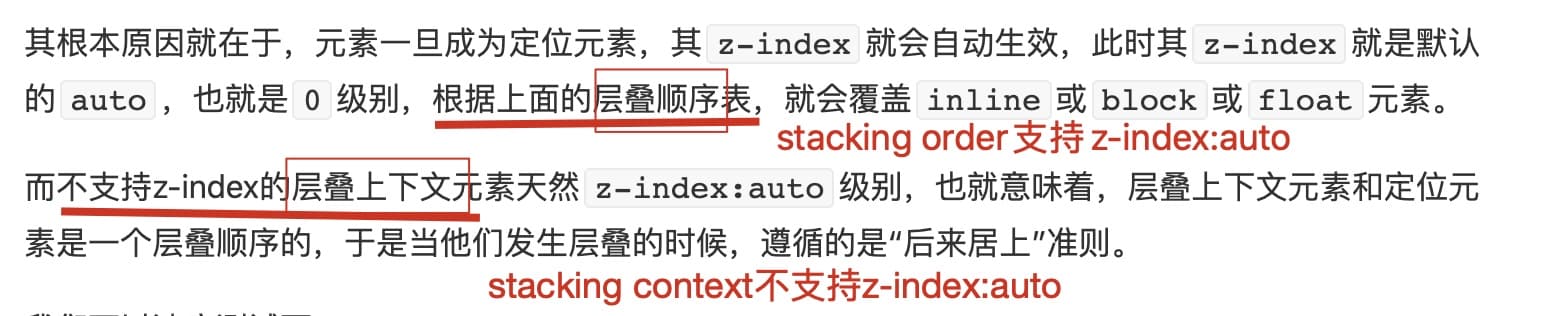 其根本原因就在于，元素一旦成为定位元素，其 z-index 就会自动生效，此时其 z-index 就是默认
的 auto ，也就是 0 级别，根据上面的层叠顺序表，就会覆盖 inline 或 block 或 float 元素。
stacking order支持 z-index:auto
而不支持z-index的层叠上下文元素天然 z-index:auto 级别，也就意味着，层叠上下文元素和定位元
素是一个层叠顺序的，于是当他们发生层叠的时候，遵循的是“后来居上”准则。
stacking context不支持z-index:auto